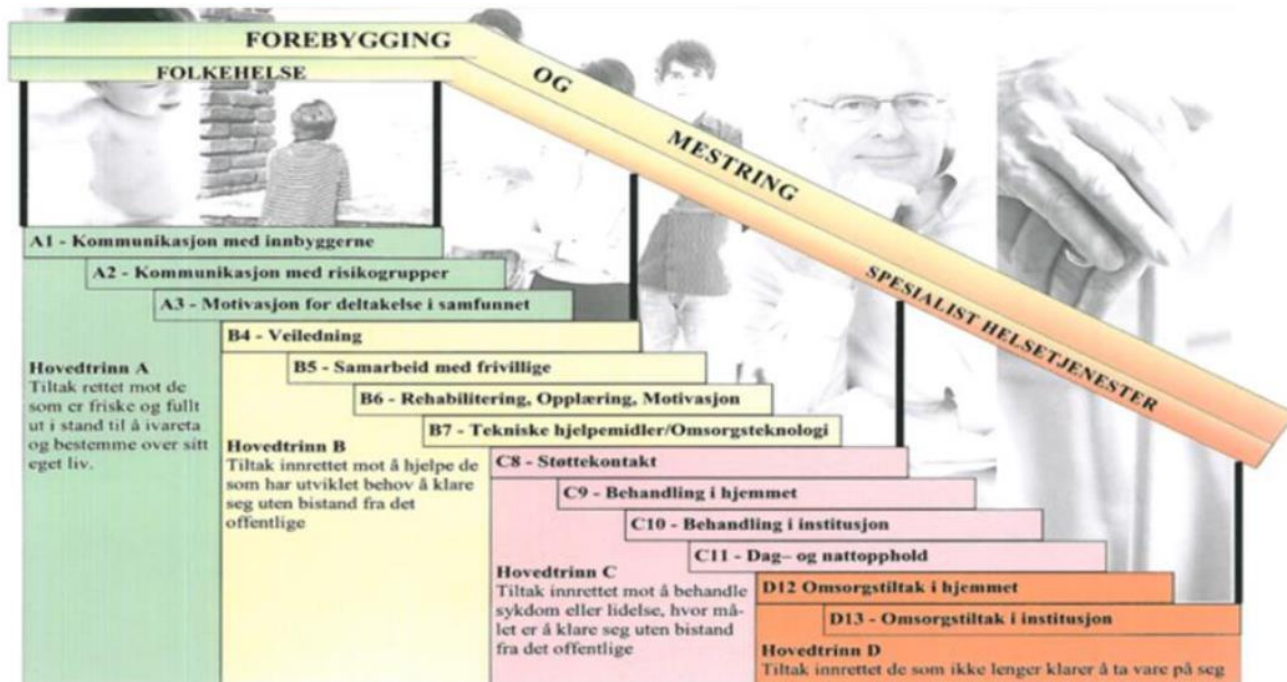 FOREBYGGING
OG
MESTRING
FOLKEHELSE
SPESIALIST HELSETJENESTER
A1 - Kommunikasjon med innbyggerne
A2 - Kommunikasjon med risikogrupper
A3 - Motivasjon for deltakelse i samfunnet
B4 - Veiledning
B5 - Samarbeid med frivillige
B6 - Rehabilitering, Opplæring, Motivasjon
B7 - Tekniske hjelpemidler/Omsorgsteknologi
C8 - Støttekontakt
C9 - Behandling i hjemmet
C10 - Behandling i institusjon
C11 - Dag– og nattopphold
D12 Omsorgstiltak i hjemmet
D13 - Omsorgstiltak i institusjon
Hovedtrinn A
Tiltak rettet mot de
som er friske og fullt
ut i stand til å ivareta
og bestemme over sitt
eget liv.
Hovedtrinn B
Tiltak innrettet mot å hjelpe de
som har utviklet behov å klare
seg uten bistand fra det
offentlige
Hovedtrinn C
Tiltak innrettet mot å behandle
sykdom eller lidelse, hvor må-
let er å klare seg uten bistand
fra det offentlige
Hovedtrinn D
Tiltak innrettet de som ikke lenger klarer å ta vare på seg